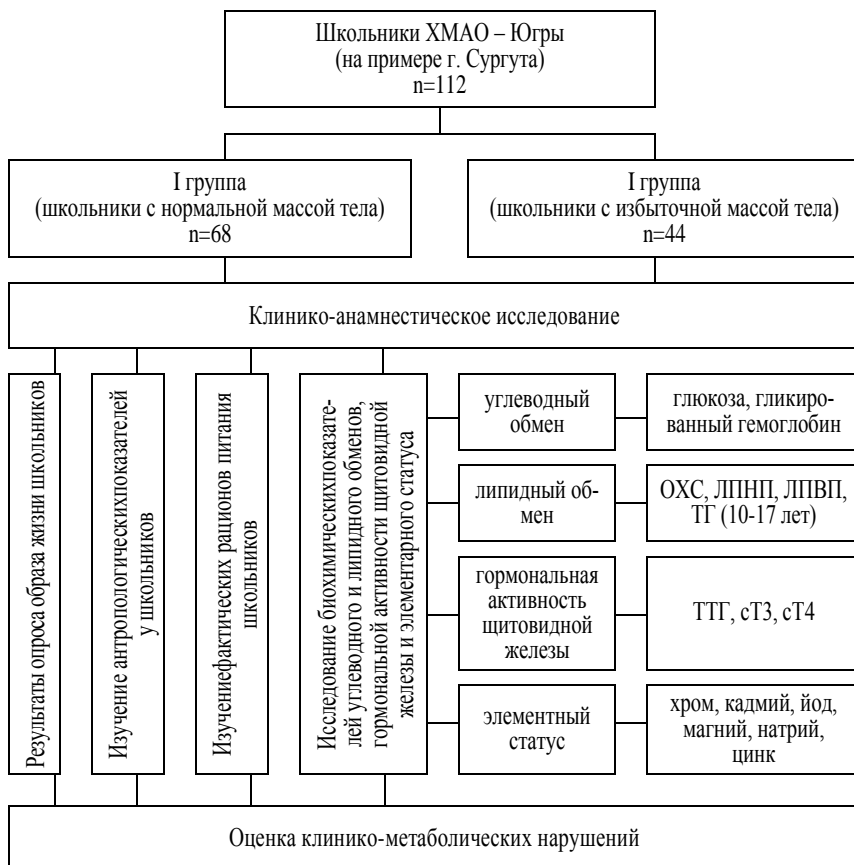 Школьники ХМАО – Югры
(на примере г. Сургута)
n=112
I группа
(школьники с нормальной массой тела)
n=68
I группа
(школьники с избыточной массой тела)
n=44
Клинико-анамнестическое исследование
Результаты опроса образа жизни школьников
Изучение антропологическихпоказателей
у школьников
Изучениефактических рационов питания
школьников
Исследование биохимическихпоказате-
лей углеводного и липидного обменов,
гормональной активности щитовидной
железы и элементарного статуса
углеводный
обмен
глюкоза, гликиро-
ванный гемоглобин
липидный об-
мен
ОХС, ЛПНП, ЛПВП,
ТГ (10-17 лет)
гормональная
активность
щитовидной
железы
ТТГ, сТ3, сТ4
элементный
статус
хром, кадмий, йод,
магний, натрий,
цинк
Оценка клинико-метаболических нарушений